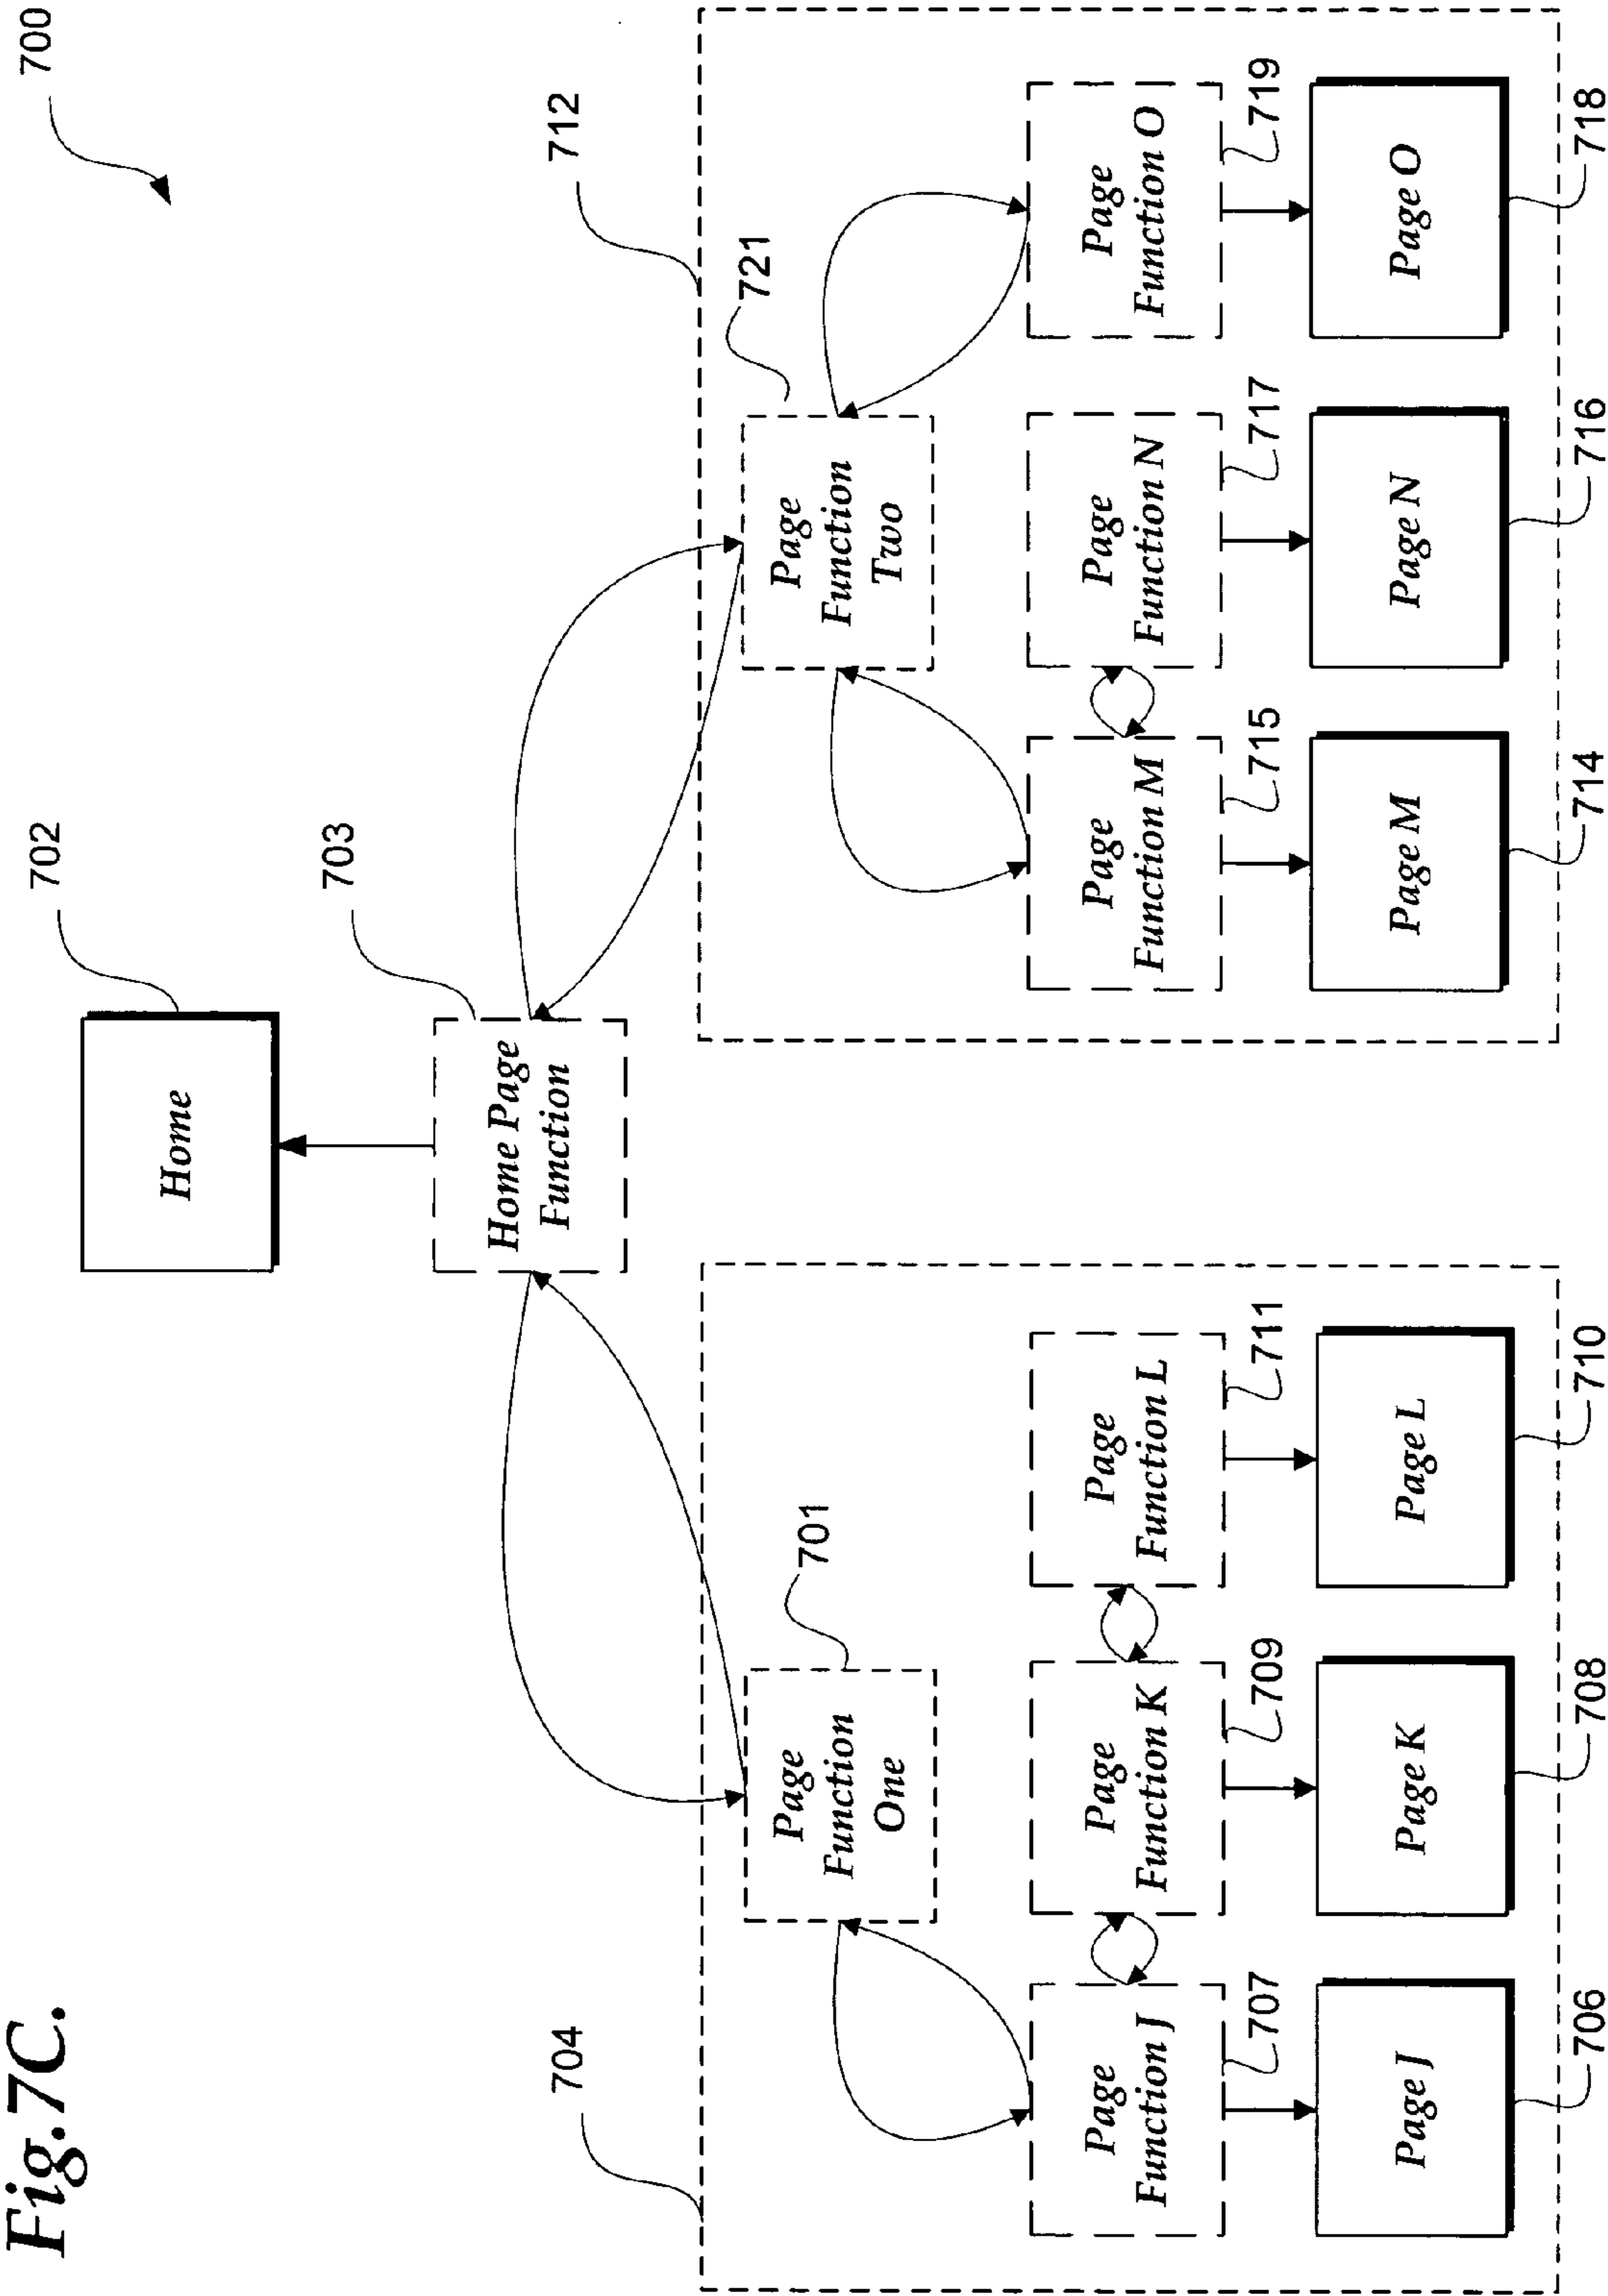 Fig.7C.
700
702
Home
703
Home Page
Function
704
712
701
Page
Function
One
721
Page
Function
Two
Page
Function J
Page
Function K
Page
Function L
Page
Function M
Page
Function N
Page
Function O
707
709
711
715
717
719
Page J
Page K
Page L
Page M
Page N
Page O
706
708
710
714
716
718